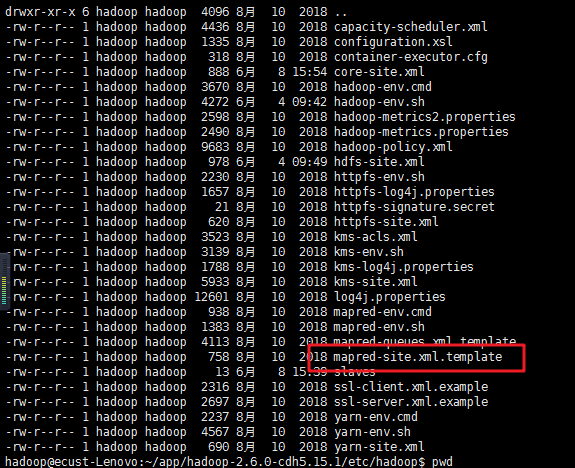 drwxr-xr-x 6 hadoop hadoop  4096 8月  10  2018 ..
-rw-r--r-- 1 hadoop hadoop  4436 8月  10  2018 capacity-scheduler.xml
-rw-r--r-- 1 hadoop hadoop  1335 8月  10  2018 configuration.xsl
-rw-r--r-- 1 hadoop hadoop   318 8月  10  2018 container-executor.cfg
-rw-r--r-- 1 hadoop hadoop   888 6月   8 15:54 core-site.xml
-rw-r--r-- 1 hadoop hadoop  3670 8月  10  2018 hadoop-env.cmd
-rw-r--r-- 1 hadoop hadoop  4272 6月   4 09:42 hadoop-env.sh
-rw-r--r-- 1 hadoop hadoop  2598 8月  10  2018 hadoop-metrics2.properties
-rw-r--r-- 1 hadoop hadoop  2490 8月  10  2018 hadoop-metrics.properties
-rw-r--r-- 1 hadoop hadoop  9683 8月  10  2018 hadoop-policy.xml
-rw-r--r-- 1 hadoop hadoop   978 6月   4 09:49 hdfs-site.xml
-rw-r--r-- 1 hadoop hadoop  2230 8月  10  2018 httpfs-env.sh
-rw-r--r-- 1 hadoop hadoop  1657 8月  10  2018 httpfs-log4j.properties
-rw-r--r-- 1 hadoop hadoop    21 8月  10  2018 httpfs-signature.secret
-rw-r--r-- 1 hadoop hadoop   620 8月  10  2018 httpfs-site.xml
-rw-r--r-- 1 hadoop hadoop  3523 8月  10  2018 kms-acls.xml
-rw-r--r-- 1 hadoop hadoop  3139 8月  10  2018 kms-env.sh
-rw-r--r-- 1 hadoop hadoop  1788 8月  10  2018 kms-log4j.properties
-rw-r--r-- 1 hadoop hadoop  5933 8月  10  2018 kms-site.xml
-rw-r--r-- 1 hadoop hadoop 12601 8月  10  2018 log4j.properties
-rw-r--r-- 1 hadoop hadoop   938 8月  10  2018 mapred-env.cmd
-rw-r--r-- 1 hadoop hadoop  1383 8月  10  2018 mapred-env.sh
-rw-r--r-- 1 hadoop hadoop  4113 8月  10  2018 mapred-queues.xml.template
-rw-r--r-- 1 hadoop hadoop   758 8月  10  2018 mapred-site.xml.template
-rw-r--r-- 1 hadoop hadoop    13 6月   8 15:39 slaves
-rw-r--r-- 1 hadoop hadoop  2316 8月  10  2018 ssl-client.xml.example
-rw-r--r-- 1 hadoop hadoop  2697 8月  10  2018 ssl-server.xml.example
-rw-r--r-- 1 hadoop hadoop  2237 8月  10  2018 yarn-env.cmd
-rw-r--r-- 1 hadoop hadoop  4567 8月  10  2018 yarn-env.sh
-rw-r--r-- 1 hadoop hadoop   690 8月  10  2018 yarn-site.xml
hadoop@ecust-Lenovo:~/app/hadoop-2.6.0-cdh5.15.1/etc/hadoop$ pwd